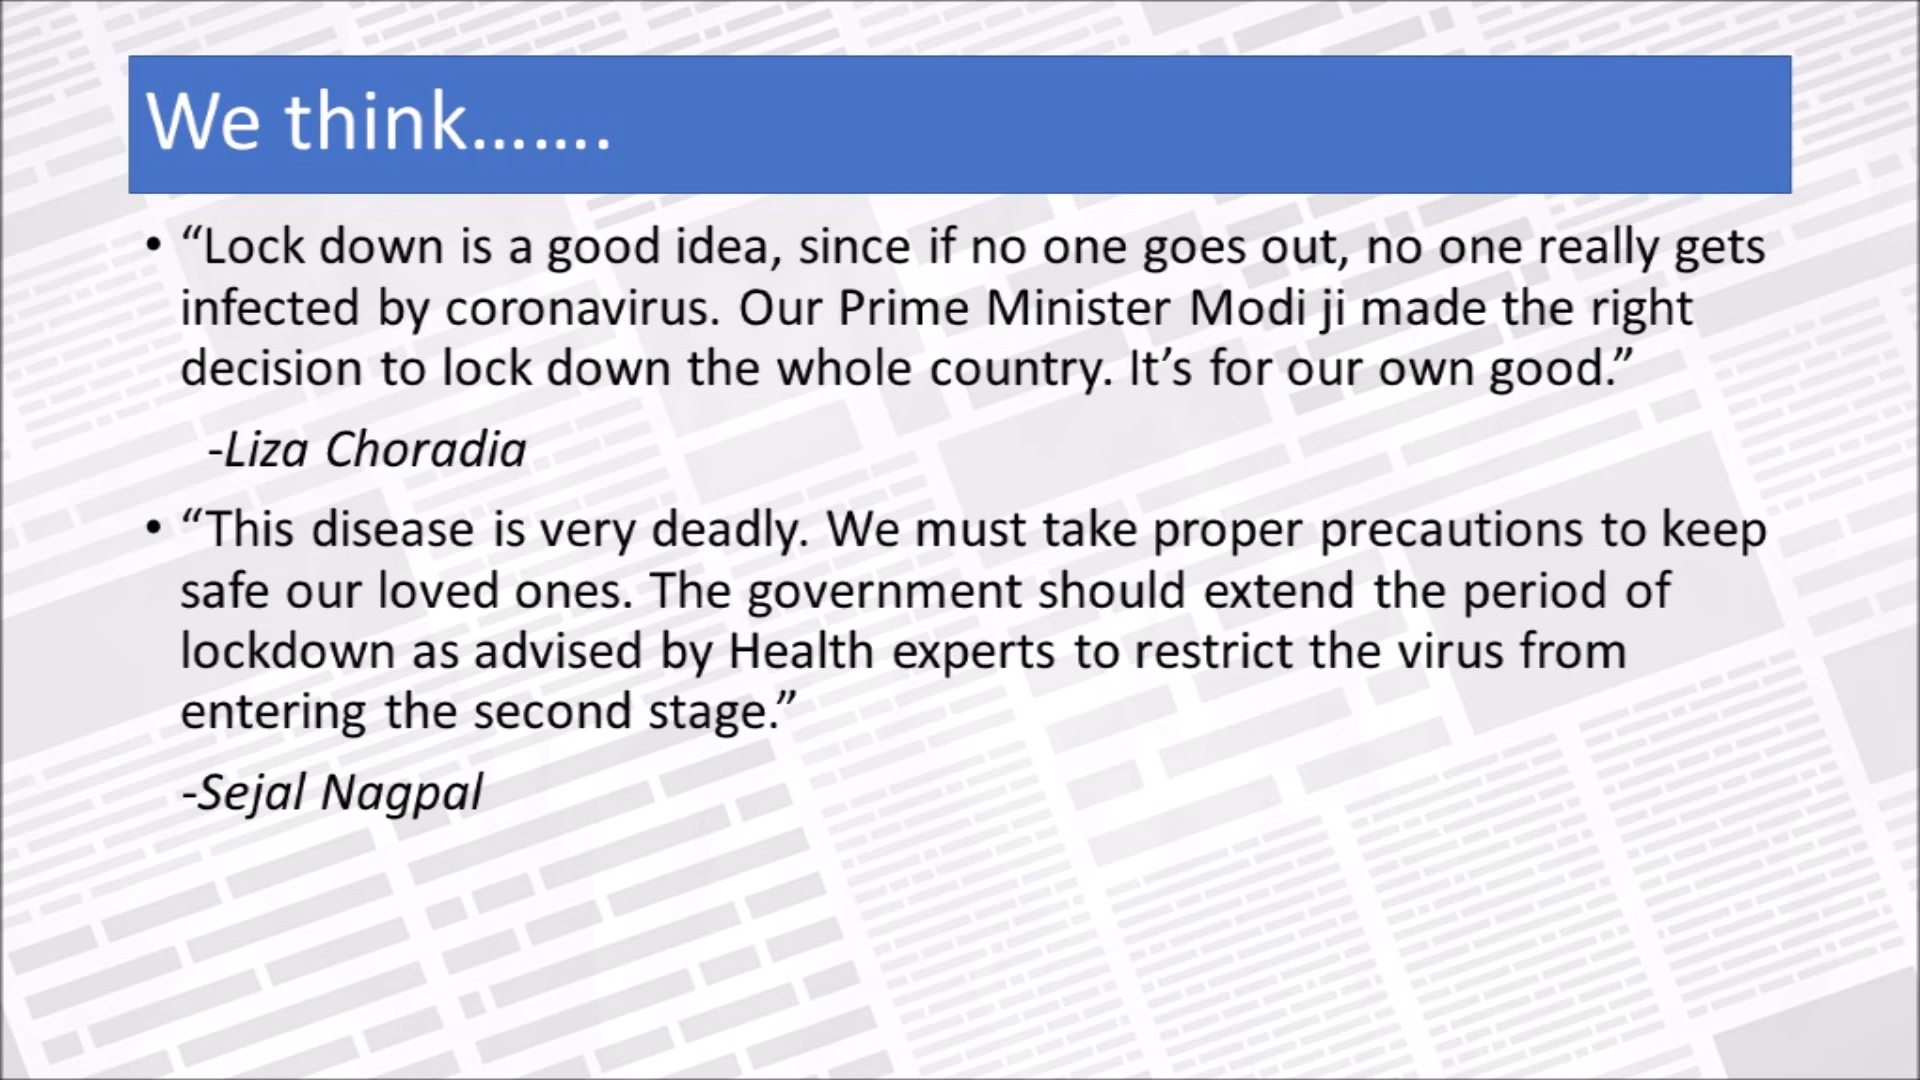 We think…….
• “Lock down is a good idea, since if no one goes out, no one really gets
infected by coronavirus. Our Prime Minister Modi ji made the right
decision to lock down the whole country. It’s for our own good.”
-Liza Choradia
• “This disease is very deadly. We must take proper precautions to keep
safe our loved ones. The government should extend the period of
lockdown as advised by Health experts to restrict the virus from
entering the second stage.”
-Sejal Nagpal